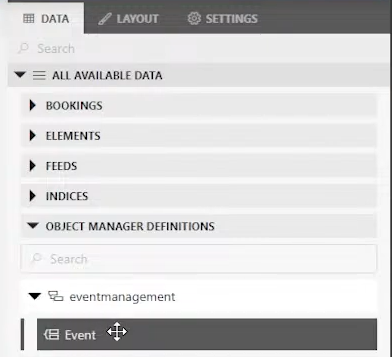 DATA LAYOUT SETTINGS
Search
ALL AVAILABLE DATA
BOOKINGS
ELEMENTS
FEEDS
INDICES
OBJECT MANAGER DEFINITIONS
Search
eventmanagement
Event